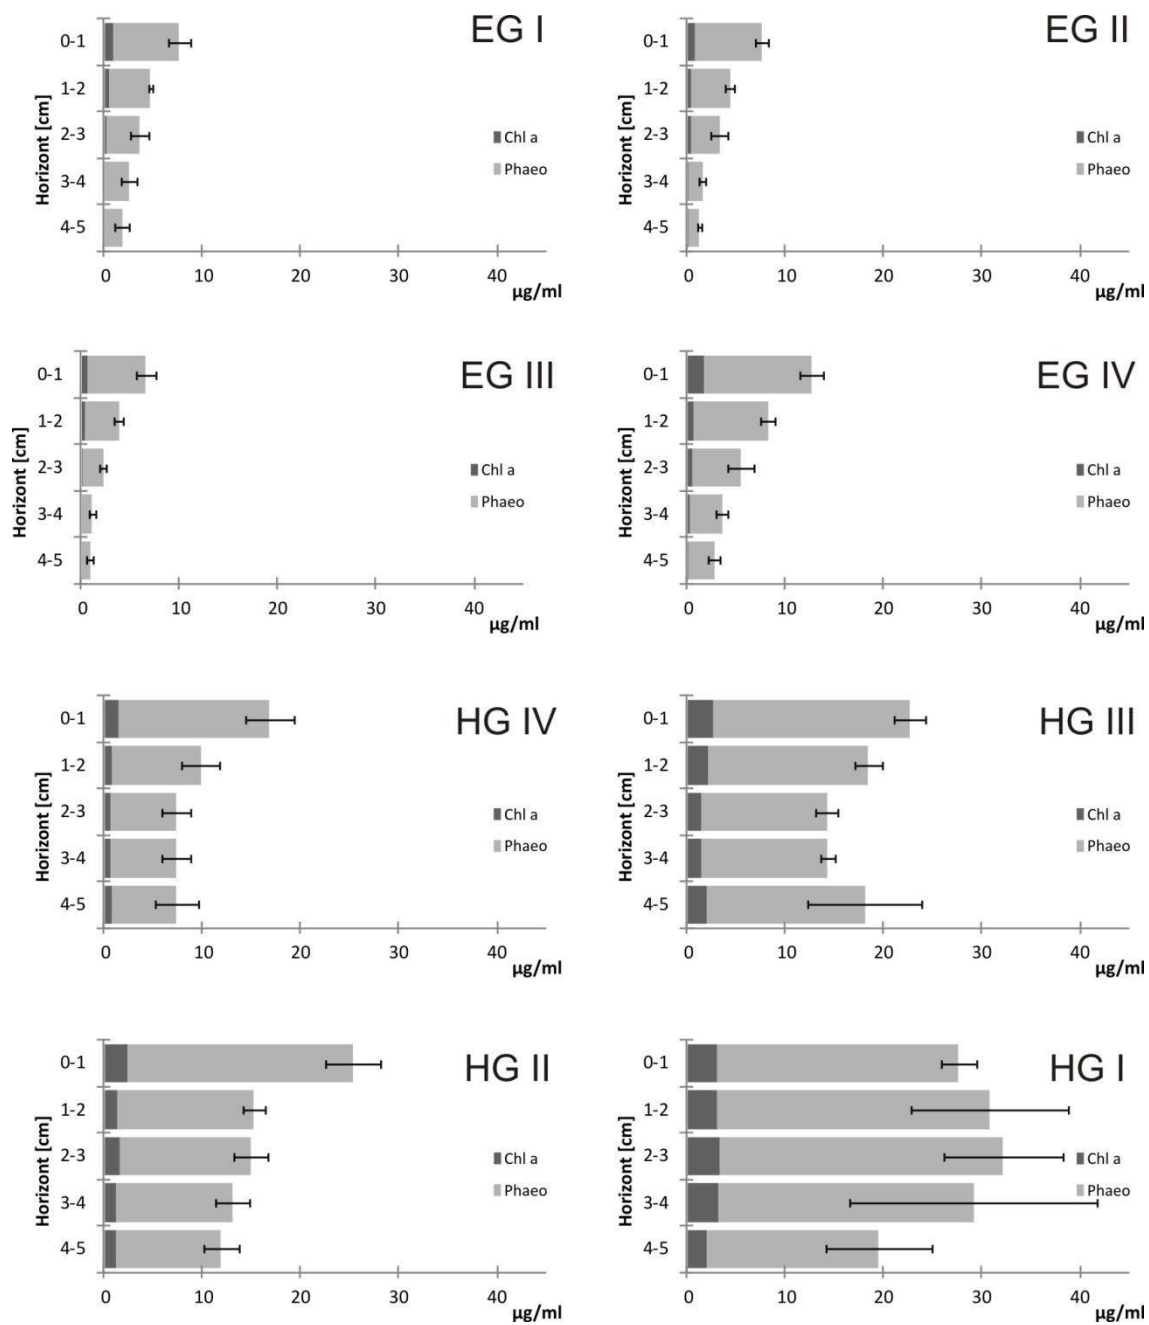 EG I
Horizont [cm]
0-1
1-2
2-3
3-4
4-5
Chl a
Phaeo
0 10 20 30 40
µg/ml
EG II
Horizont [cm]
0-1
1-2
2-3
3-4
4-5
Chl a
Phaeo
0 10 20 30 40
µg/ml
EG III
Horizont [cm]
0-1
1-2
2-3
3-4
4-5
Chl a
Phaeo
0 10 20 30 40
µg/ml
EG IV
Horizont [cm]
0-1
1-2
2-3
3-4
4-5
Chl a
Phaeo
0 10 20 30 40
µg/ml
HG IV
Horizont [cm]
0-1
1-2
2-3
3-4
4-5
Chl a
Phaeo
0 10 20 30 40
µg/ml
HG III
Horizont [cm]
0-1
1-2
2-3
3-4
4-5
Chl a
Phaeo
0 10 20 30 40
µg/ml
HG II
Horizont [cm]
0-1
1-2
2-3
3-4
4-5
Chl a
Phaeo
0 10 20 30 40
µg/ml
HG I
Horizont [cm]
0-1
1-2
2-3
3-4
4-5
Chl a
Phaeo
0 10 20 30 40
µg/ml